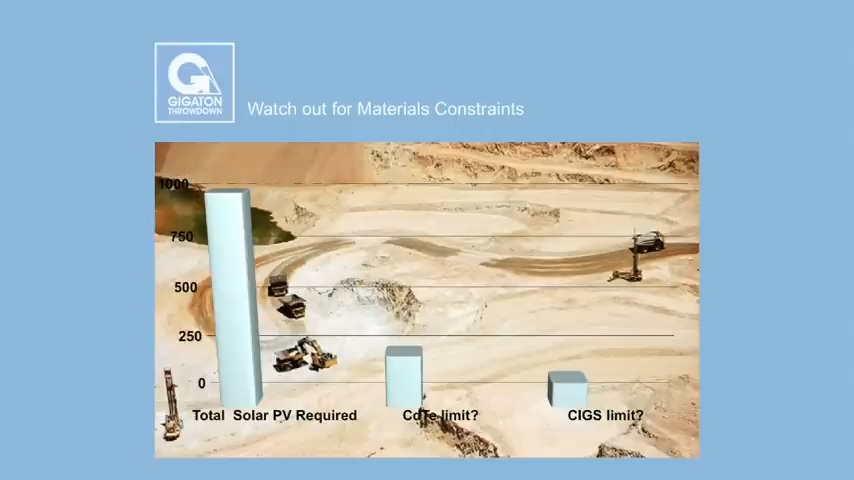 GIGATON
THROWDOWN
Watch out for Materials Constraints
1000
750
500
250
0
Total Solar PV Required
CdTe limit?
CIGS limit?